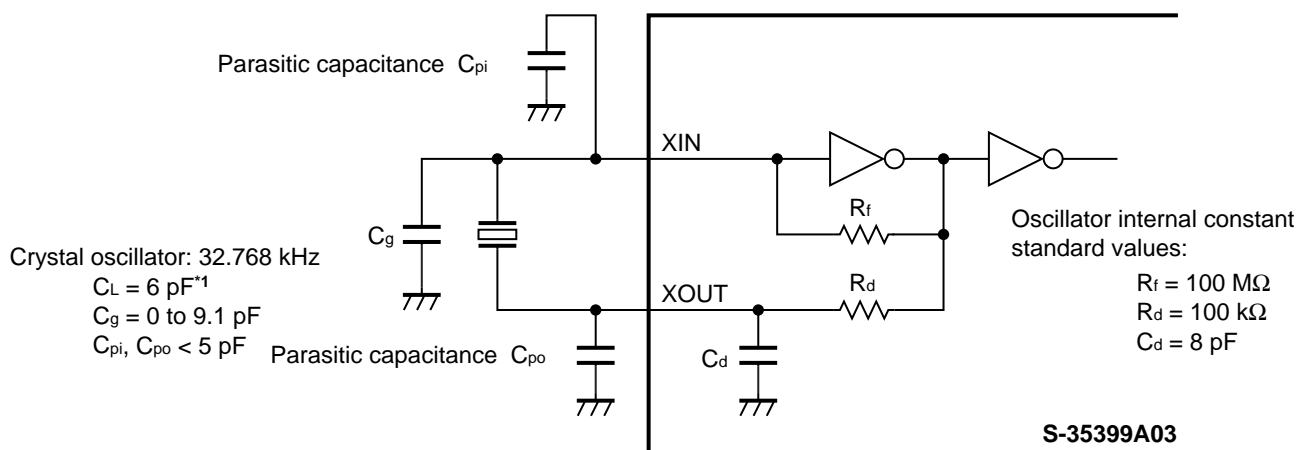 Parasitic capacitance Cpi
XIN
Rf
Cg
Crystal oscillator: 32.768 kHz
CL = 6 pF*1
Cg = 0 to 9.1 pF
Cpi, Cpo < 5 pF
Oscillator internal constant
standard values:
Rf = 100 MΩ
Rd = 100 kΩ
Cd = 8 pF
XOUT
Rd
Parasitic capacitance Cpo
Cd
S-35399A03